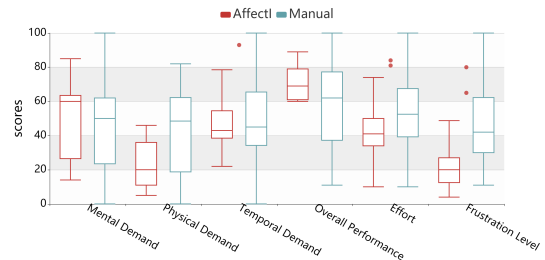 AffectI Manual
100
80
60
40
20
0
scores
Mental Demand
Physical Demand
Temporal Demand
Overall Performance
Effort
Frustration Level